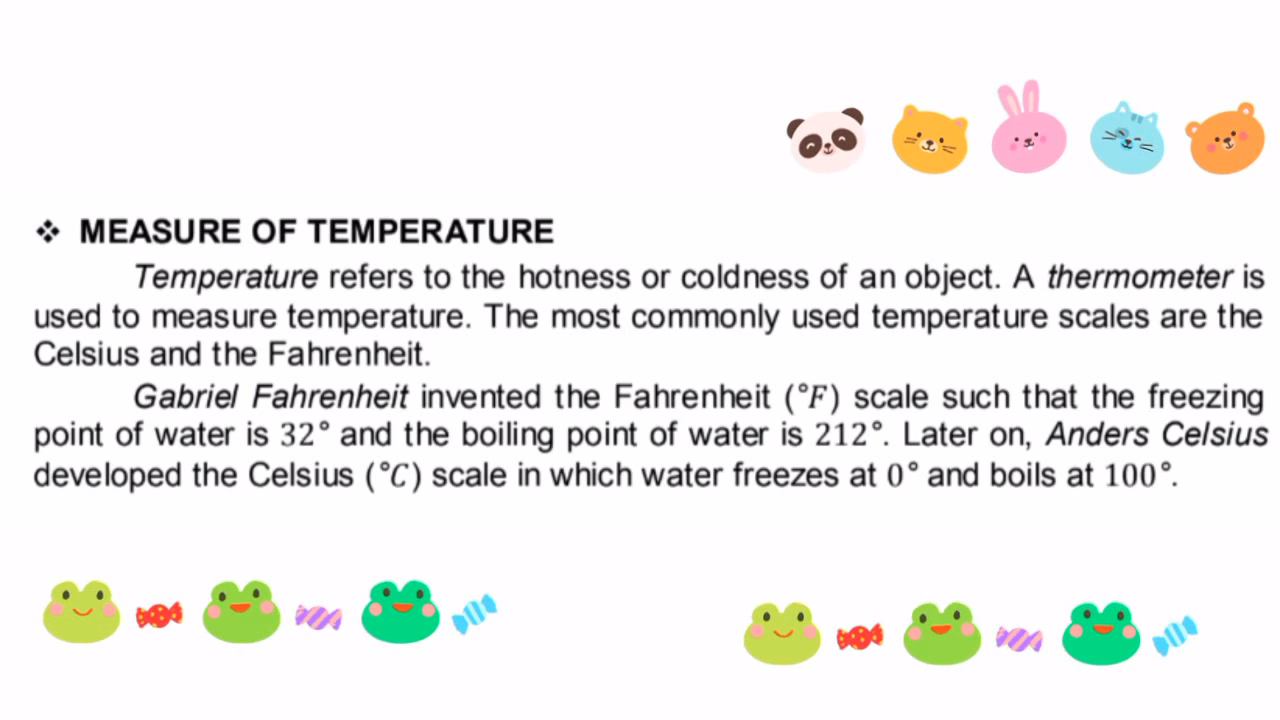 ❖ MEASURE OF TEMPERATURE
Temperature refers to the hotness or coldness of an object. A thermometer is
used to measure temperature. The most commonly used temperature scales are the
Celsius and the Fahrenheit.
Gabriel Fahrenheit invented the Fahrenheit (°F) scale such that the freezing
point of water is 32° and the boiling point of water is 212°. Later on, Anders Celsius
developed the Celsius (°C) scale in which water freezes at 0° and boils at 100°.